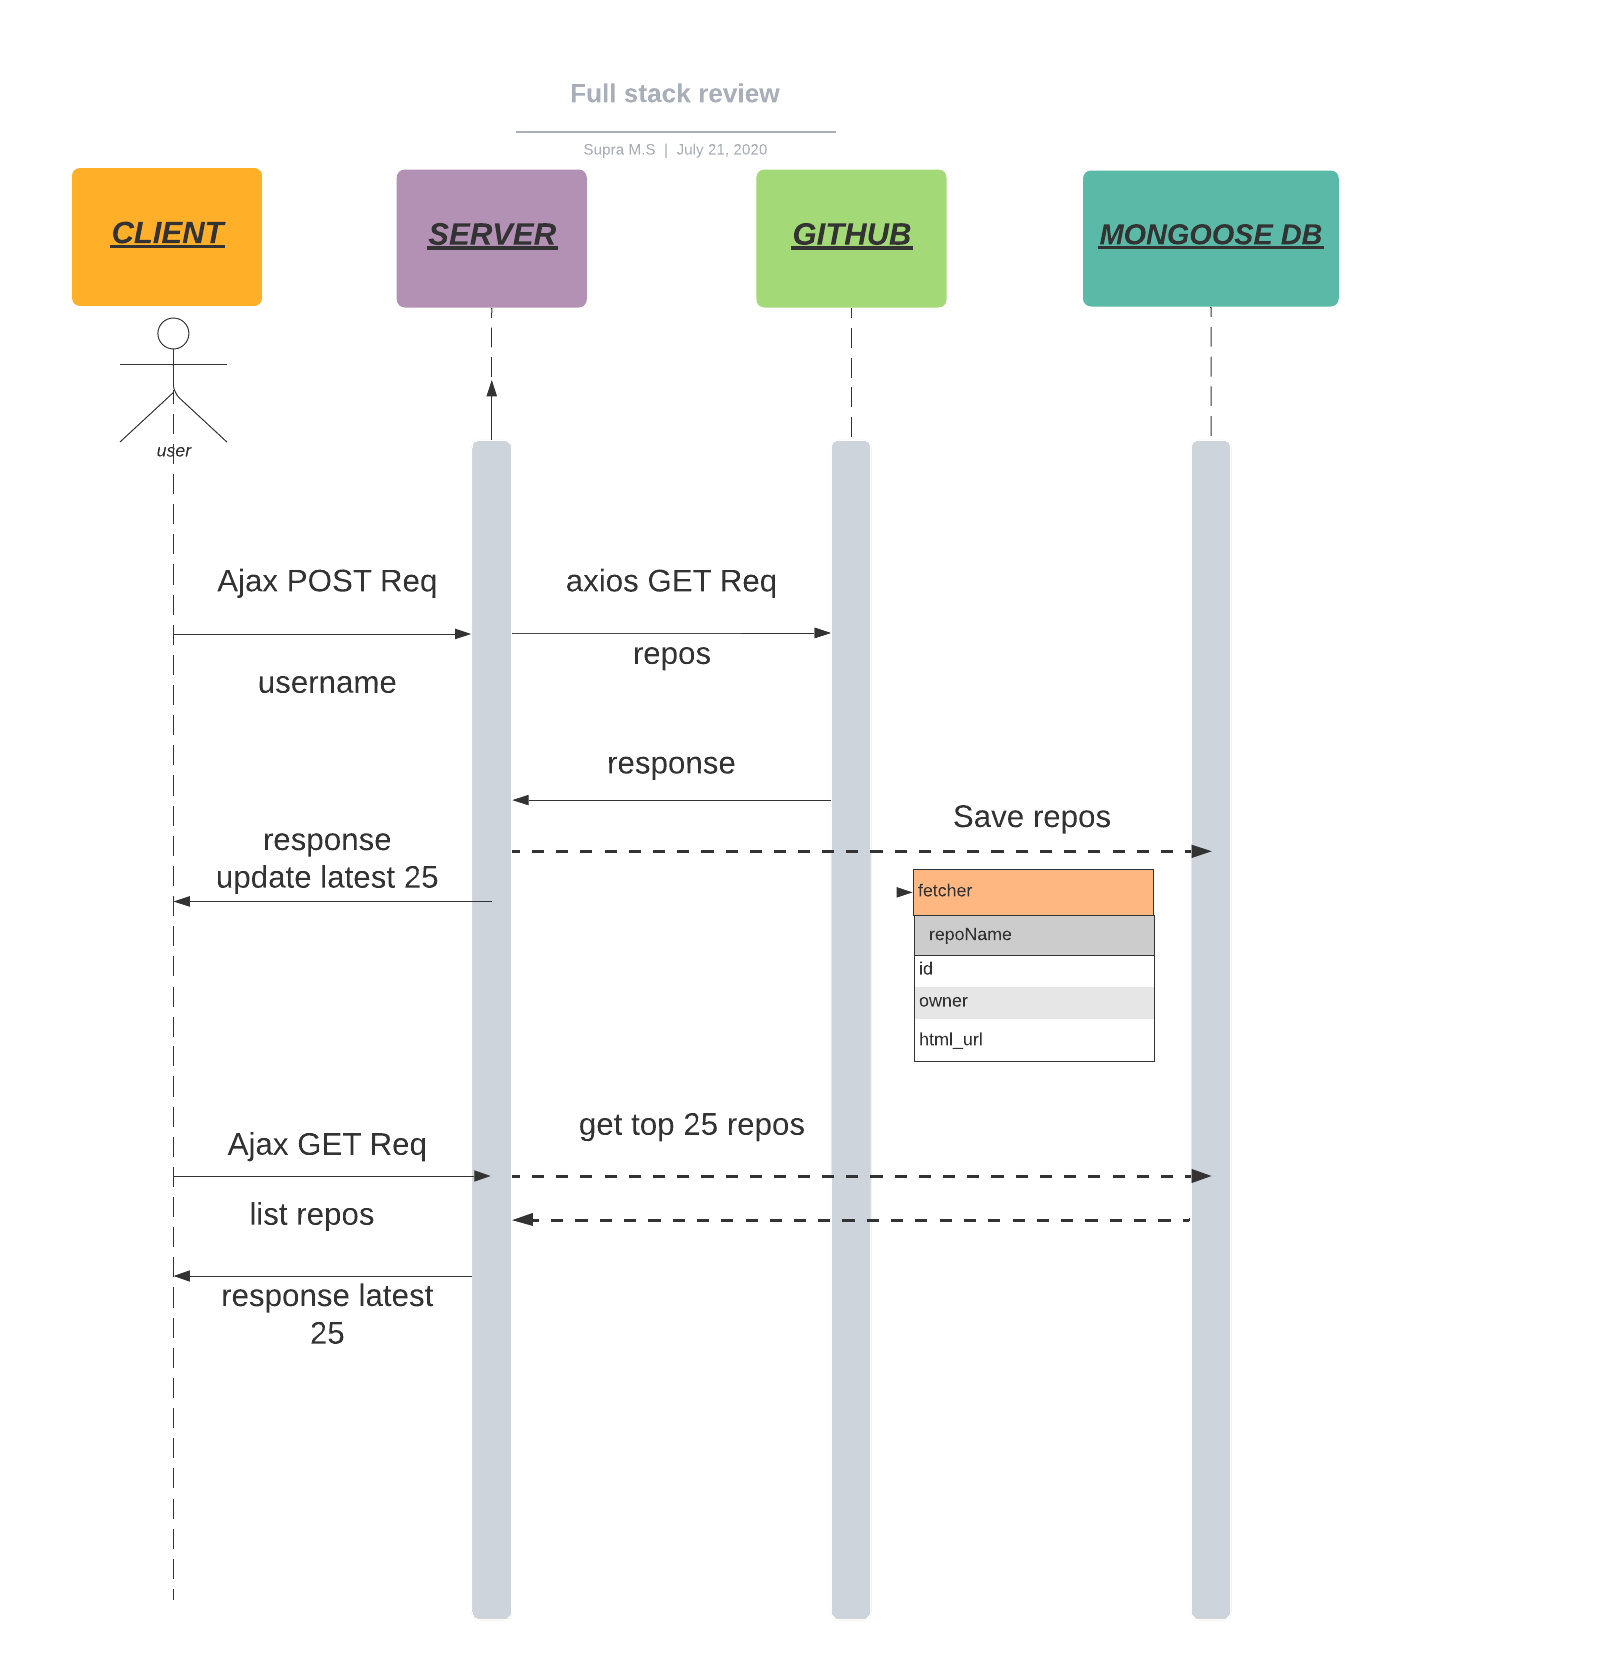 Full stack review
Supra M.S | July 21, 2020
CLIENT
SERVER
GITHUB
MONGOOSE DB
user
Ajax POST Req
axios GET Req
repos
username
response
Save repos
response
update latest 25
fetcher
repoName
id
owner
html_url
get top 25 repos
Ajax GET Req
list repos
response latest
25